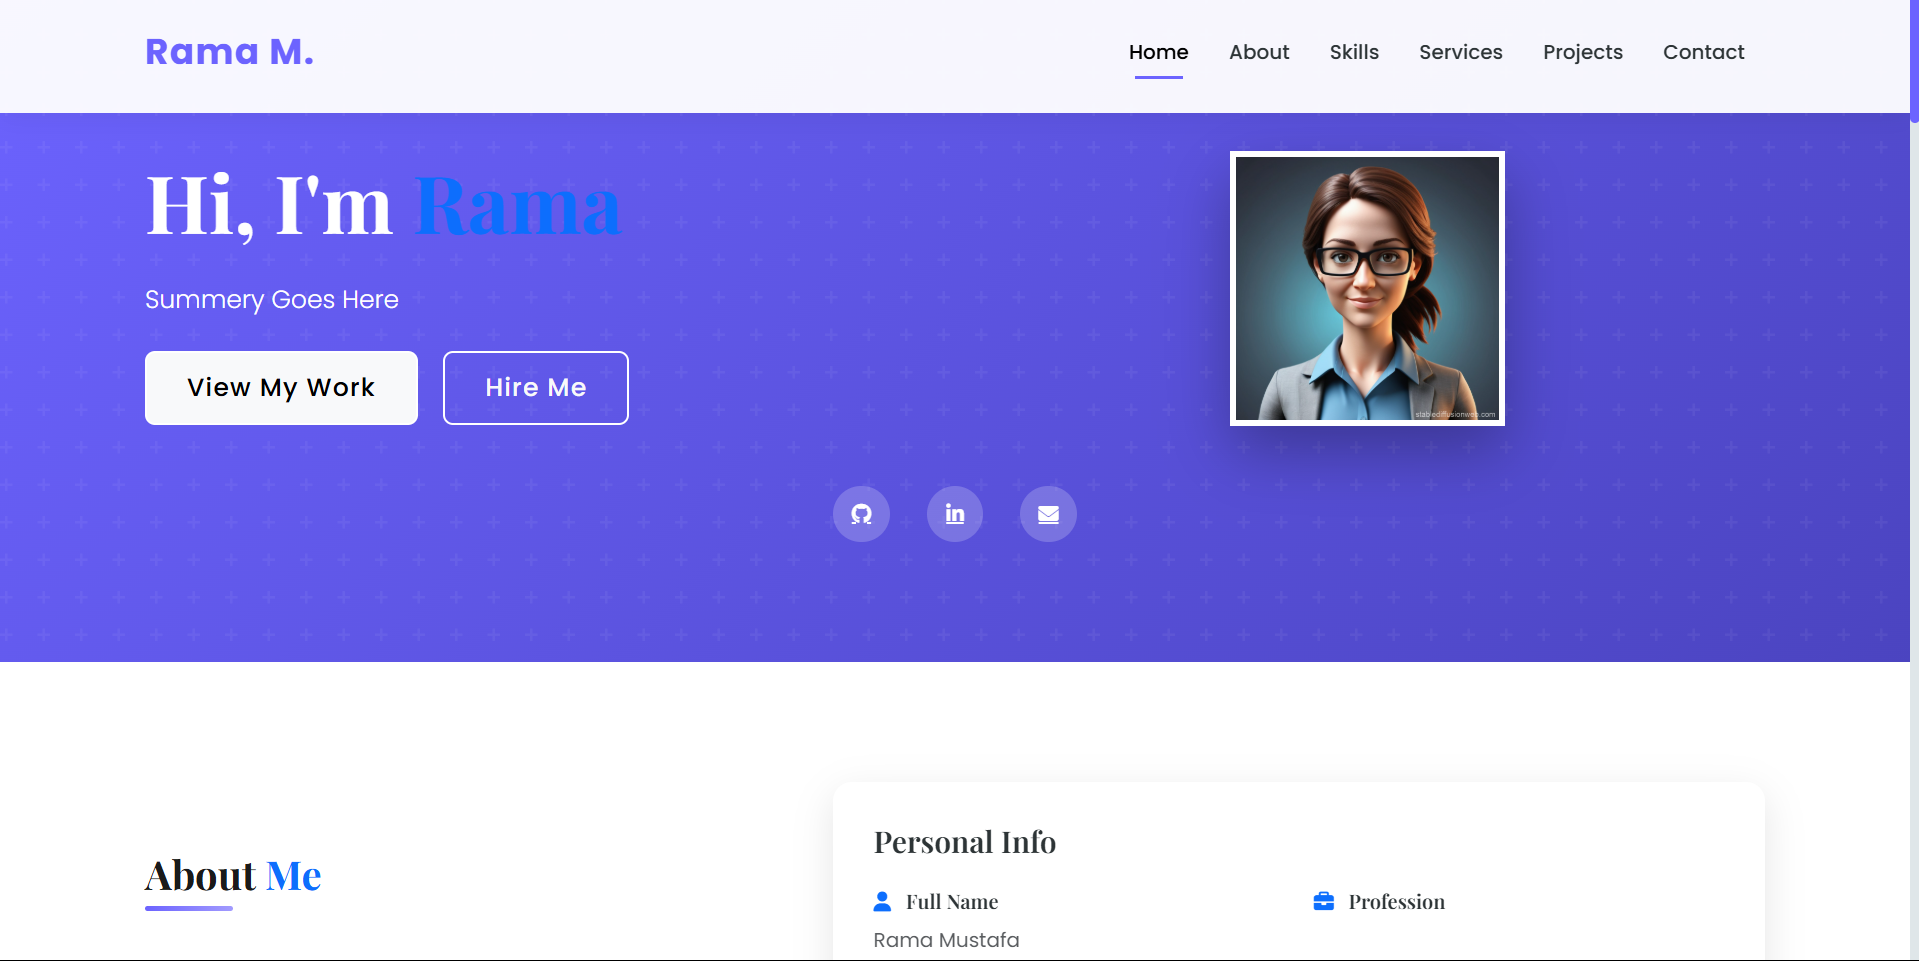 Rama M.
Home About Skills Services Projects Contact
Hi, I'm Rama
Summery Goes Here
View My Work Hire Me
stablediffusionweb.com
in
About Me
Personal Info
Full Name Profession
Rama Mustafa